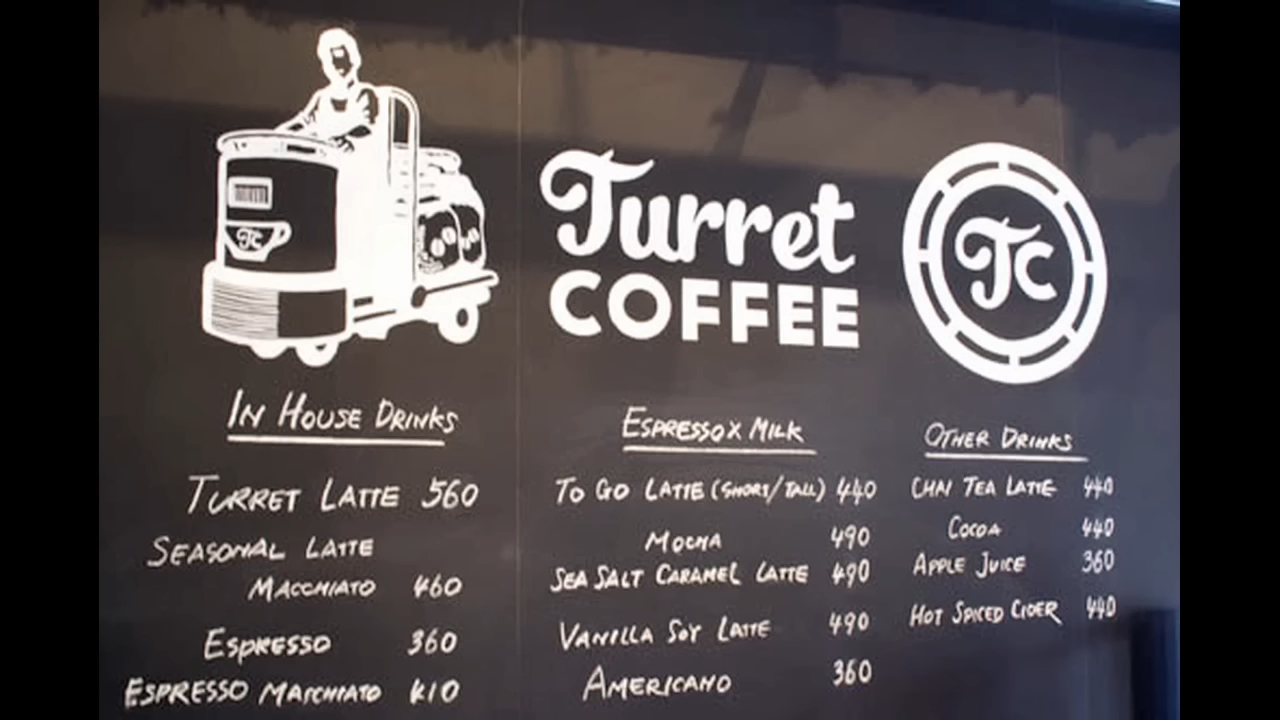 TC
Turret
COFFEE
TC
IN HOUSE DRINKS
TURRET LATTE 560
SEASONAL LATTE
MACCHIATO 460
ESPRESSO 360
ESPRESSO MACCHIATO 410
ESPRESSO X MILK
TO GO LATTE (SHORT/TALL) 440
MOCHA 490
SEA SALT CARAMEL LATTE 490
VANILLA SOY LATTE 490
AMERICANO 360
OTHER DRINKS
CHAI TEA LATTE 440
COCOA 440
APPLE JUICE 360
HOT SPICED CIDER 440